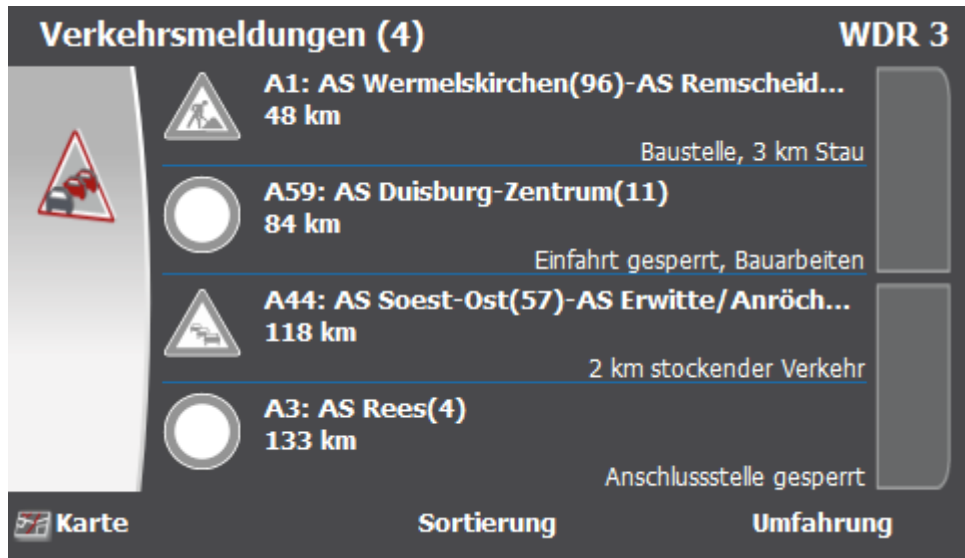 Verkehrsmeldungen (4) WDR 3
A1: AS Wermelskirchen(96)-AS Remscheid...
48 km
Baustelle, 3 km Stau
A59: AS Duisburg-Zentrum(11)
84 km
Einfahrt gesperrt, Bauarbeiten
A44: AS Soest-Ost(57)-AS Erwitte/Anröch...
118 km
2 km stockender Verkehr
A3: AS Rees(4)
133 km
Anschlussstelle gesperrt
Karte Sortierung Umfahrung